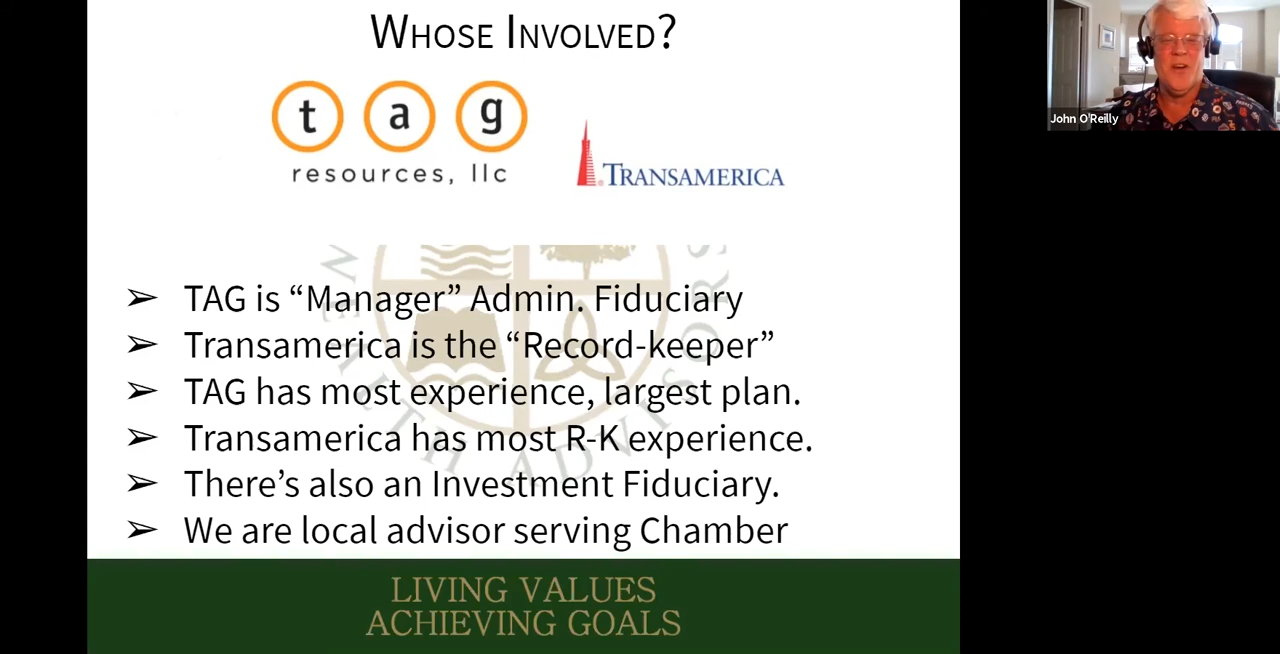 WHOSE INVOLVED?
t a g
resources, llc
TRANSAMERICA
➢ TAG is “Manager” Admin. Fiduciary
➢ Transamerica is the “Record-keeper”
➢ TAG has most experience, largest plan.
➢ Transamerica has most R-K experience.
➢ There’s also an Investment Fiduciary.
➢ We are local advisor serving Chamber
WEALTH ADVISORS
LIVING VALUES
ACHIEVING GOALS
John O'Reilly